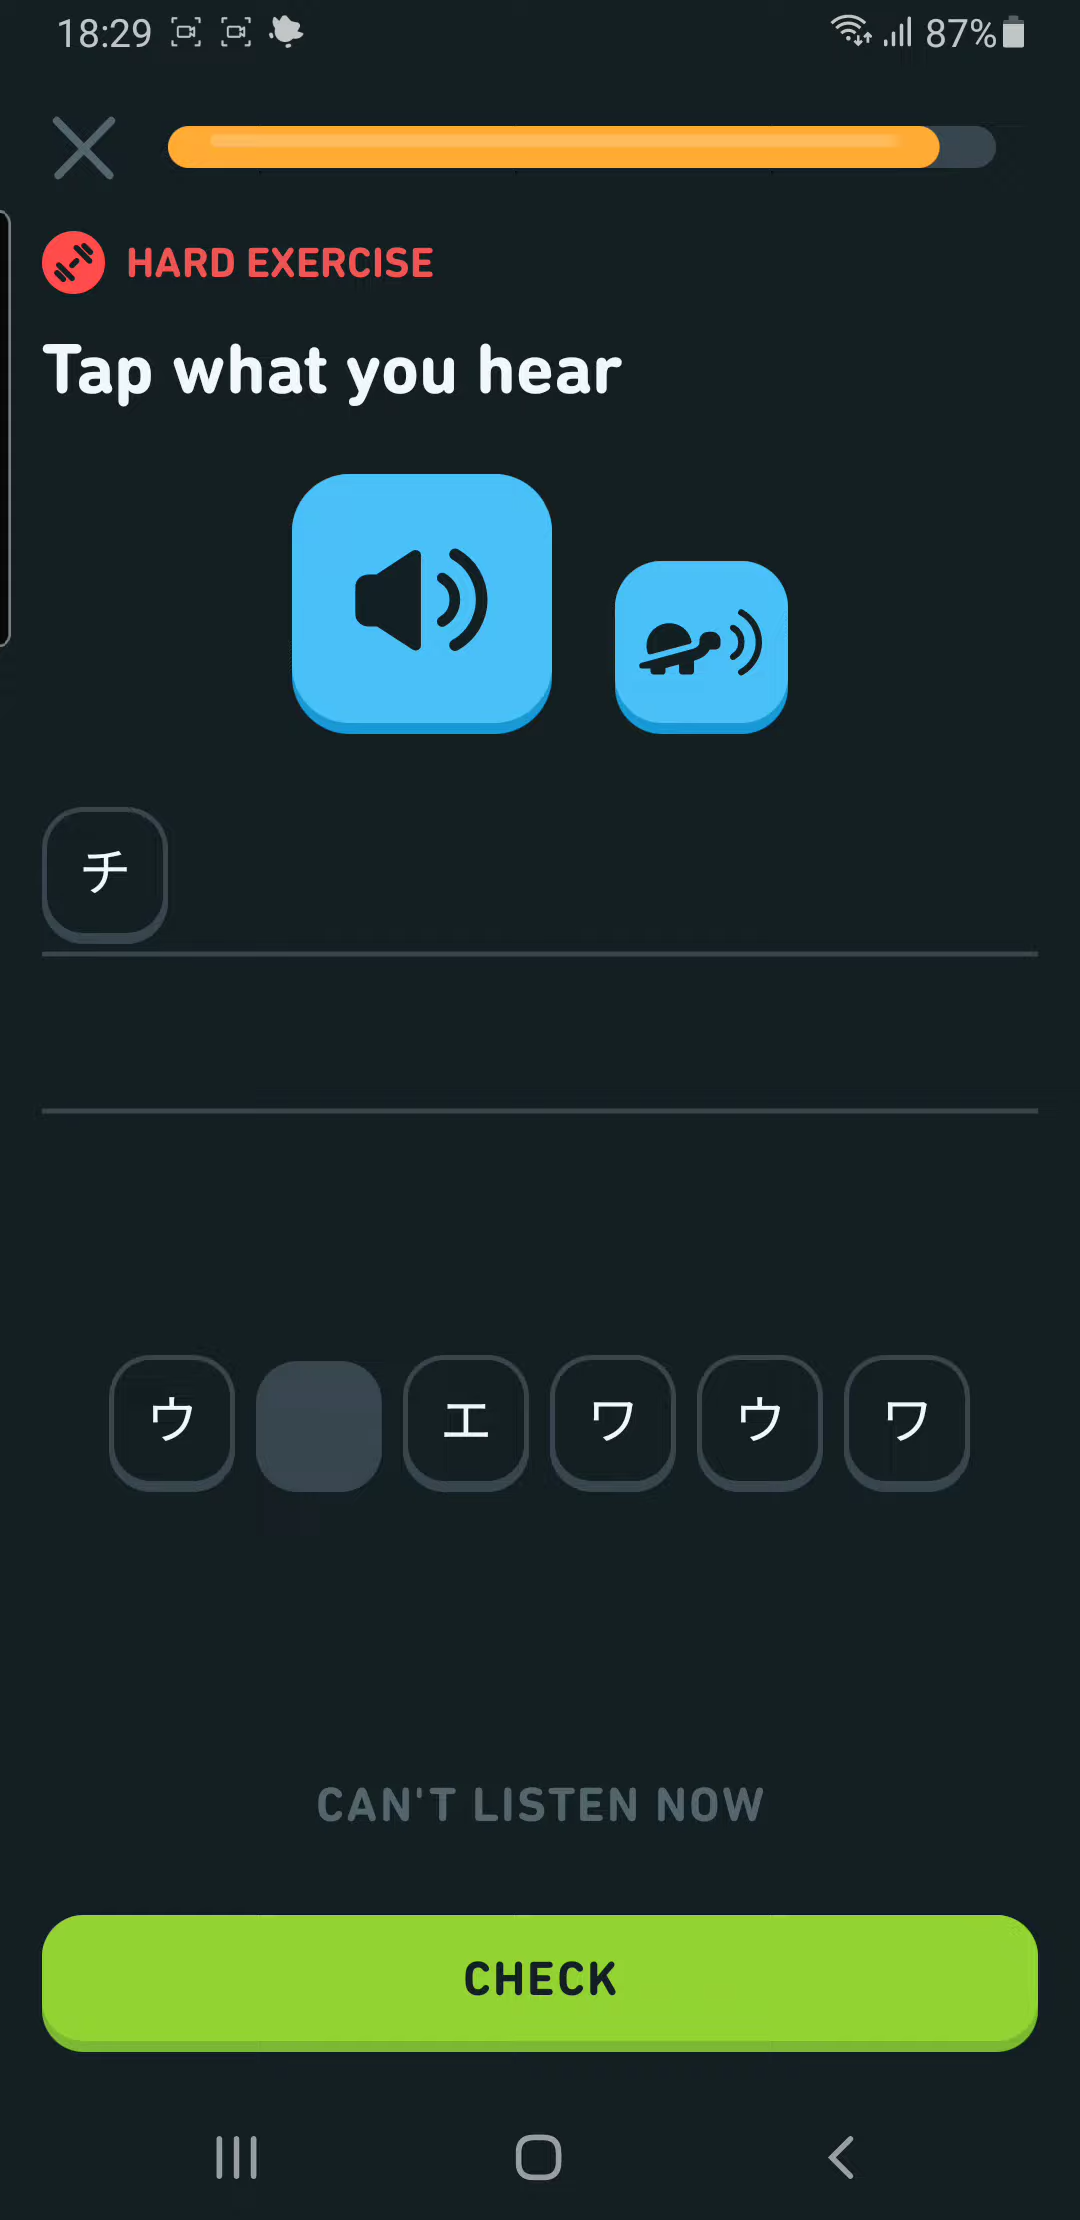 18:29
87%
HARD EXERCISE
Tap what you hear
チ
ウ エ ワ ウ ワ
CAN'T LISTEN NOW
CHECK